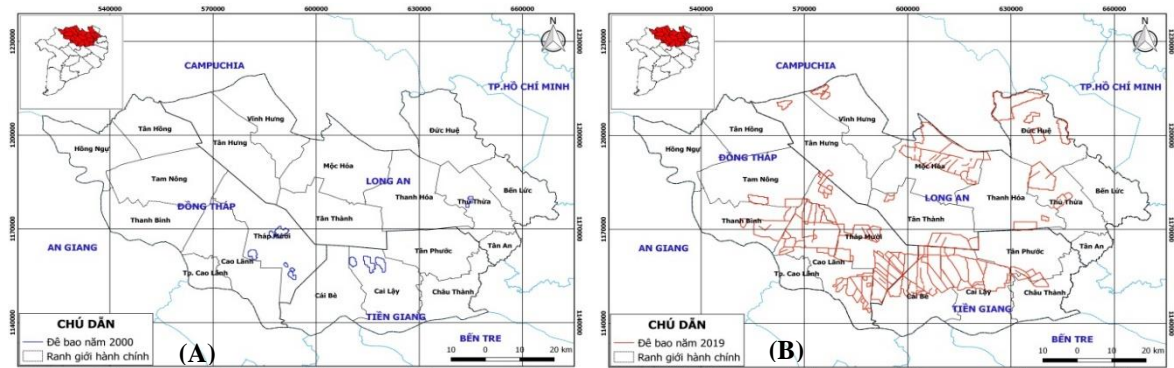 540000 570000 600000 630000 660000
N
1230000
CAMPUCHIA
TP.HỒ CHÍ MINH
Vĩnh Hưng
Tân Hồng
Đức Huệ
1200000
Hồng Ngự
Tân Hưng
Mộc Hóa
Tam Nông
LONG AN
Bến Lức
Thanh Hóa
Thủ Thừa
ĐỒNG THÁP
Thanh Bình
Tân Thành
1170000
Tháp Mười
Tân An
AN GIANG
Tân Phước
Cao Lãnh
Tp. Cao Lãnh
Cái Bè
Cai Lậy
Châu Thành
TIỀN GIANG
1140000
CHÚ DẪN
Đê bao năm 2000
Ranh giới hành chính
(A)
BẾN TRE
10 0 10 20 km
540000 570000 600000 630000 660000
N
1230000
CAMPUCHIA
TP.HỒ CHÍ MINH
Vĩnh Hưng
Tân Hồng
Đức Huệ
1200000
Hồng Ngự
Tân Hưng
ĐỒNG THÁP
Mộc Hóa
Tam Nông
LONG AN
Bến Lức
Thanh Hóa
Thủ Thừa
Thanh Bình
Tân Thành
1170000
Tháp Mười
Tân An
AN GIANG
Tân Phước
Cao Lãnh
Tp. Cao Lãnh
Cái Bè
Cai Lậy
Châu Thành
TIỀN GIANG
1140000
CHÚ DẪN
Đê bao năm 2019
Ranh giới hành chính
(B)
BẾN TRE
10 0 10 20 km